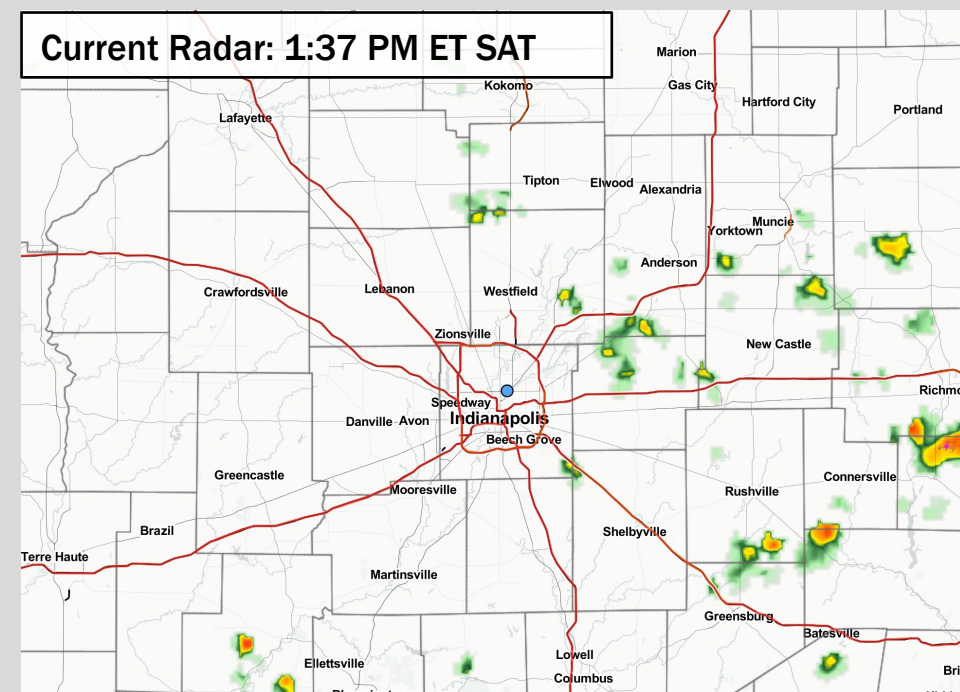 Current Radar: 1:37 PM ET SAT
Marion
Kokomo
Gas City
Hartford City
Portland
Lafayette
Tipton
Elwood
Alexandria
Muncie
Yorktown
Anderson
Crawfordsville
Lebanon
Westfield
Zionsville
New Castle
Richmo
Speedway
Danville
Avon
Indianapolis
Beech Grove
Greencastle
Mooresville
Rushville
Connersville
Brazil
Shelbyville
Terre Haute
Martinsville
Greensburg
Batesville
Ellettsville
Lowell
Columbus
Bri